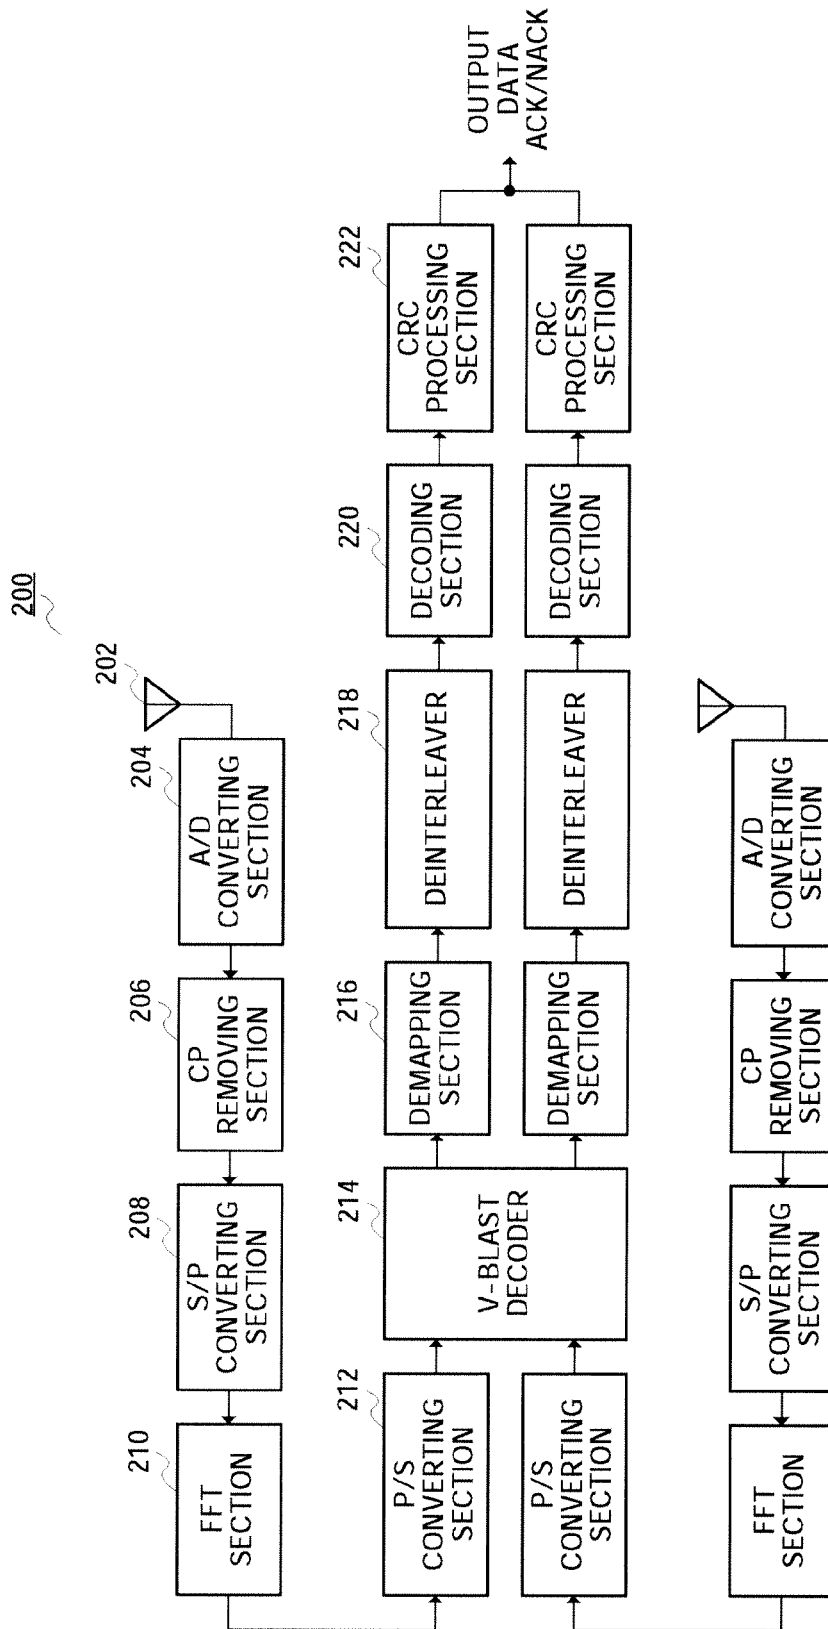 200
202
204
A/D
CONVERTING
SECTION
206
CP
REMOVING
SECTION
208
S/P
CONVERTING
SECTION
210
FFT
SECTION
212
P/S
CONVERTING
SECTION
214
V-BLAST
DECODER
216
DEMAPPING
SECTION
218
DEINTERLEAVER
220
DECODING
SECTION
222
CRC
PROCESSING
SECTION
OUTPUT
DATA
ACK/NACK
P/S
CONVERTING
SECTION
DEMAPPING
SECTION
DEINTERLEAVER
DECODING
SECTION
CRC
PROCESSING
SECTION
A/D
CONVERTING
SECTION
CP
REMOVING
SECTION
S/P
CONVERTING
SECTION
FFT
SECTION